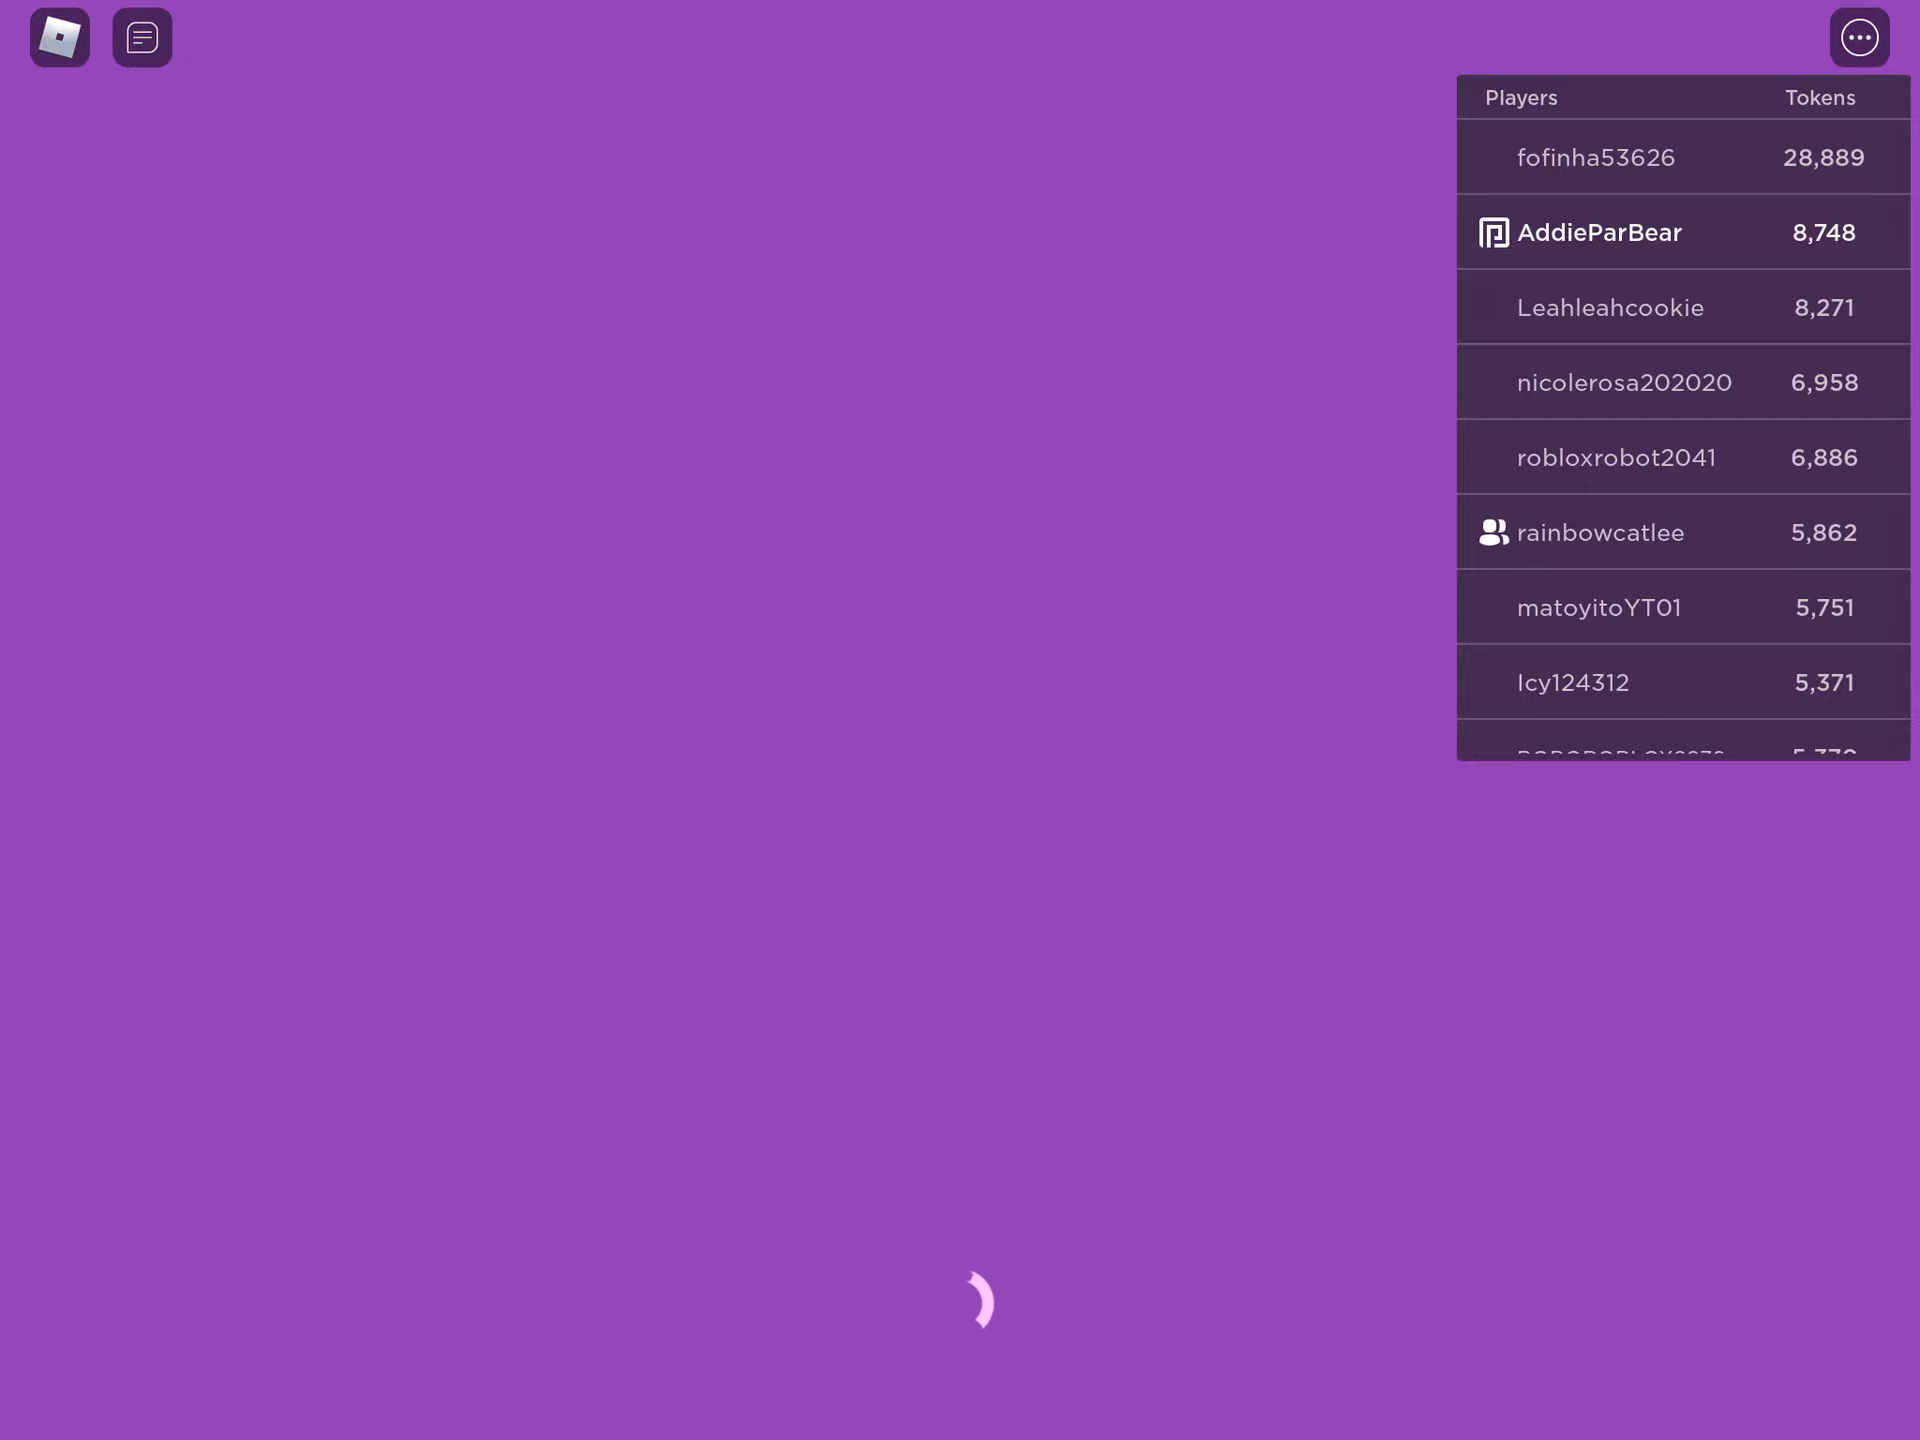 Players Tokens
fofinha53626 28,889
AddieParBear 8,748
Leahleahcookie 8,271
nicolerosa202020 6,958
robloxrobot2041 6,886
rainbowcatlee 5,862
matoyitoYT01 5,751
Icy124312 5,371